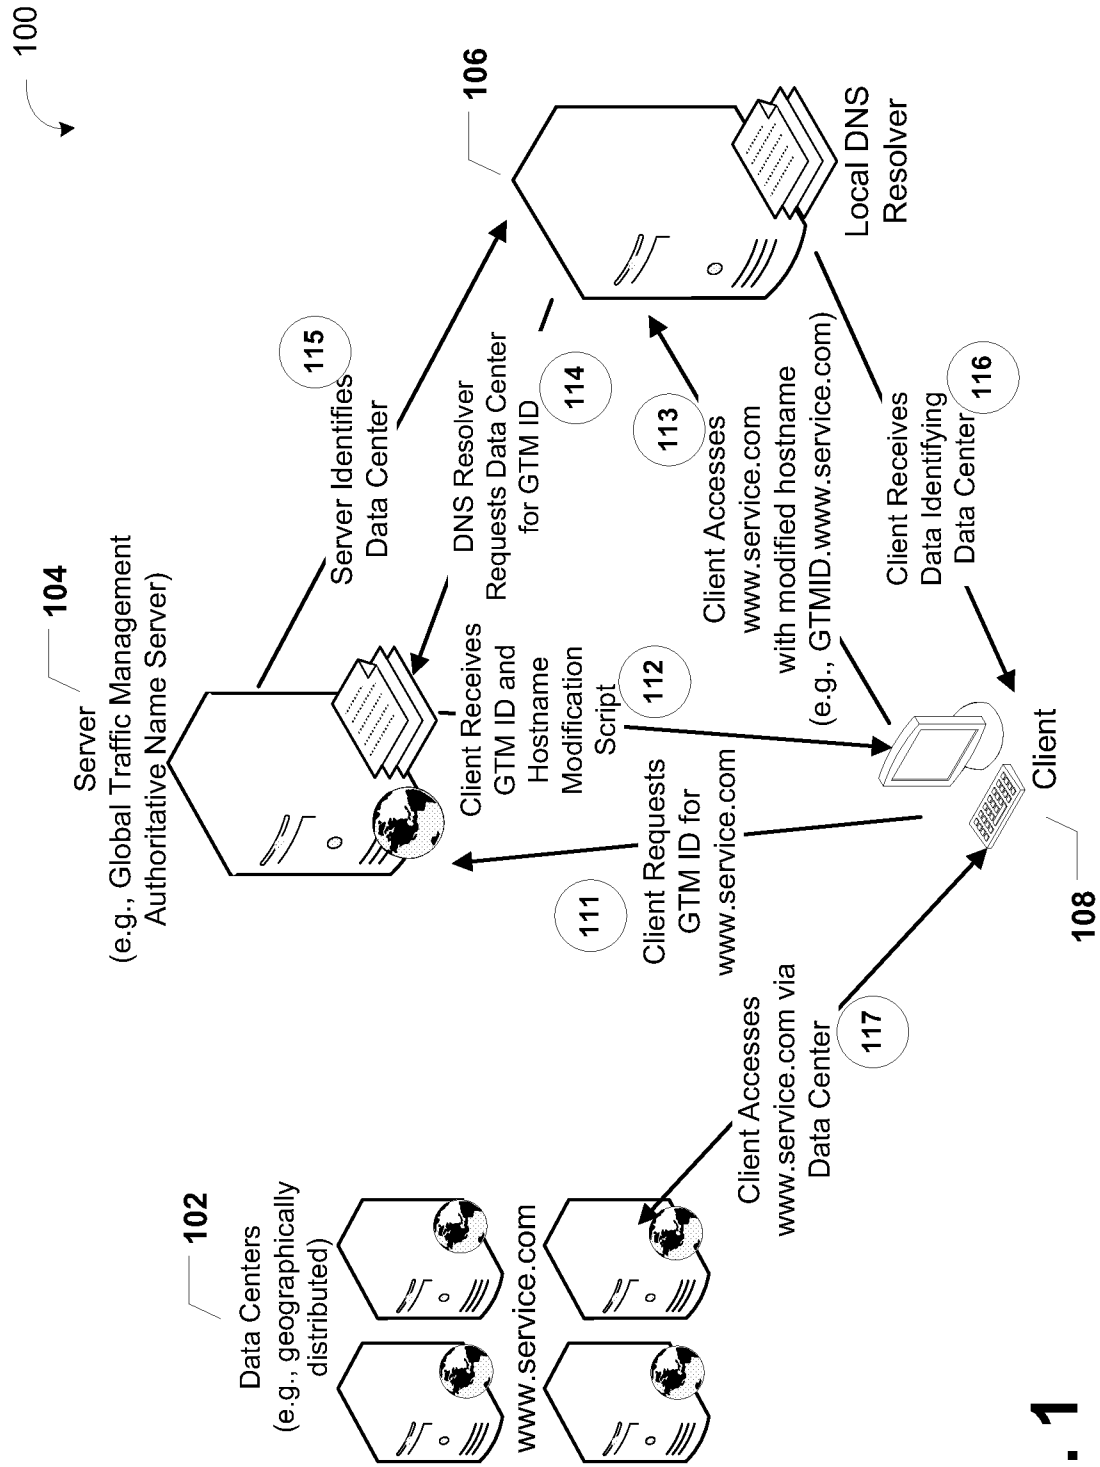 100
104
Server
(e.g., Global Traffic Management
Authoritative Name Server)
106
Local DNS
Resolver
115
Server Identifies
Data Center
DNS Resolver
Requests Data Center
for GTM ID
114
113
Client Accesses
www.service.com
with modified hostname
(e.g., GTMID.www.service.com)
Client Receives
Data Identifying
Data Center
116
Client Receives
GTM ID and
Hostname
Modification
Script
112
111
Client Requests
GTM ID for
www.service.com
Client
108
102
Data Centers
(e.g., geographically
distributed)
www.service.com
Client Accesses
www.service.com via
Data Center
117
. 1